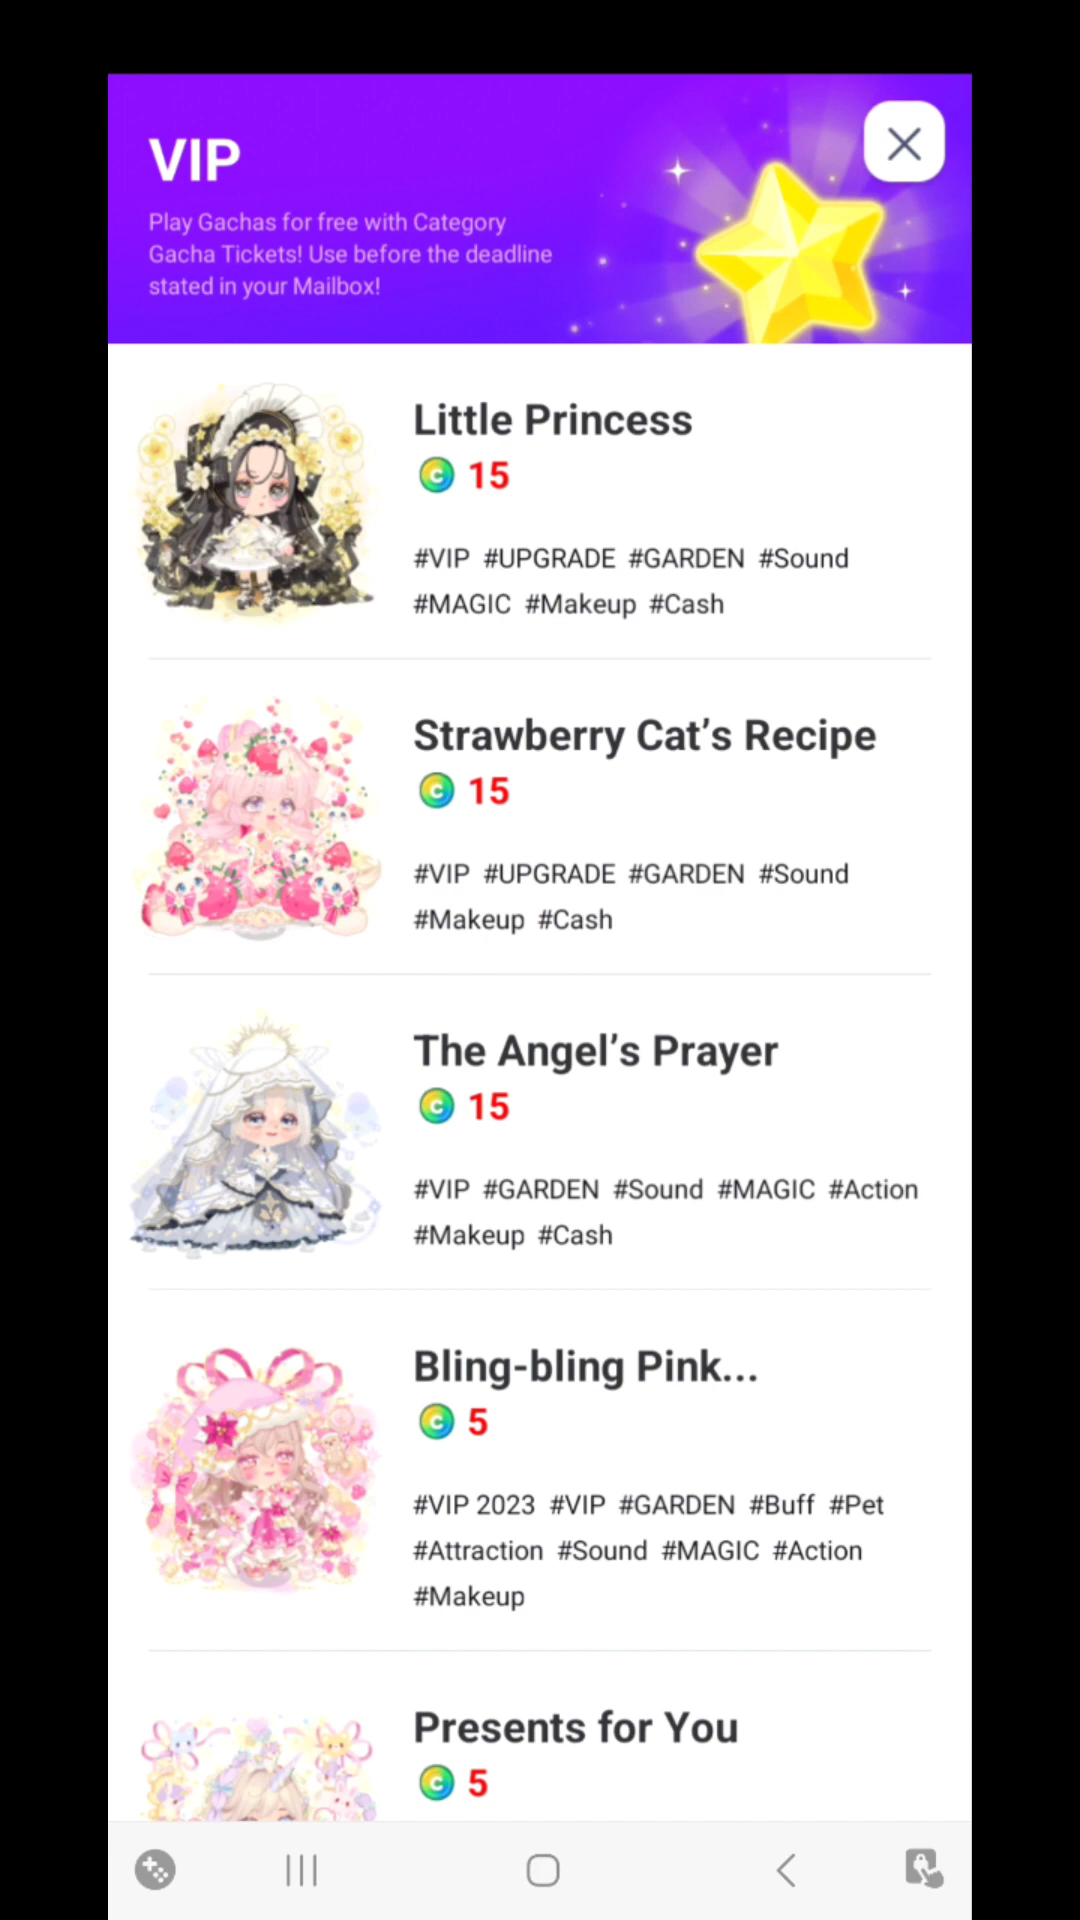 VIP
Play Gachas for free with Category
Gacha Tickets! Use before the deadline
stated in your Mailbox!
Little Princess
C 15
#VIP #UPGRADE #GARDEN #Sound
#MAGIC #Makeup #Cash
Strawberry Cat’s Recipe
C 15
#VIP #UPGRADE #GARDEN #Sound
#Makeup #Cash
The Angel’s Prayer
C 15
#VIP #GARDEN #Sound #MAGIC #Action
#Makeup #Cash
Bling-bling Pink...
C 5
#VIP 2023 #VIP #GARDEN #Buff #Pet
#Attraction #Sound #MAGIC #Action
#Makeup
Presents for You
C 5